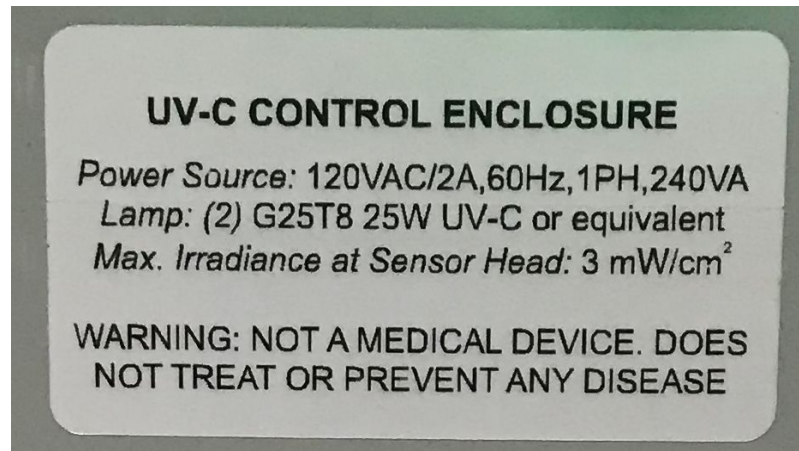 UV-C CONTROL ENCLOSURE
Power Source: 120VAC/2A,60Hz,1PH,240VA
Lamp: (2) G25T8 25W UV-C or equivalent
Max. Irradiance at Sensor Head: 3 mW/cm²
WARNING: NOT A MEDICAL DEVICE. DOES
NOT TREAT OR PREVENT ANY DISEASE